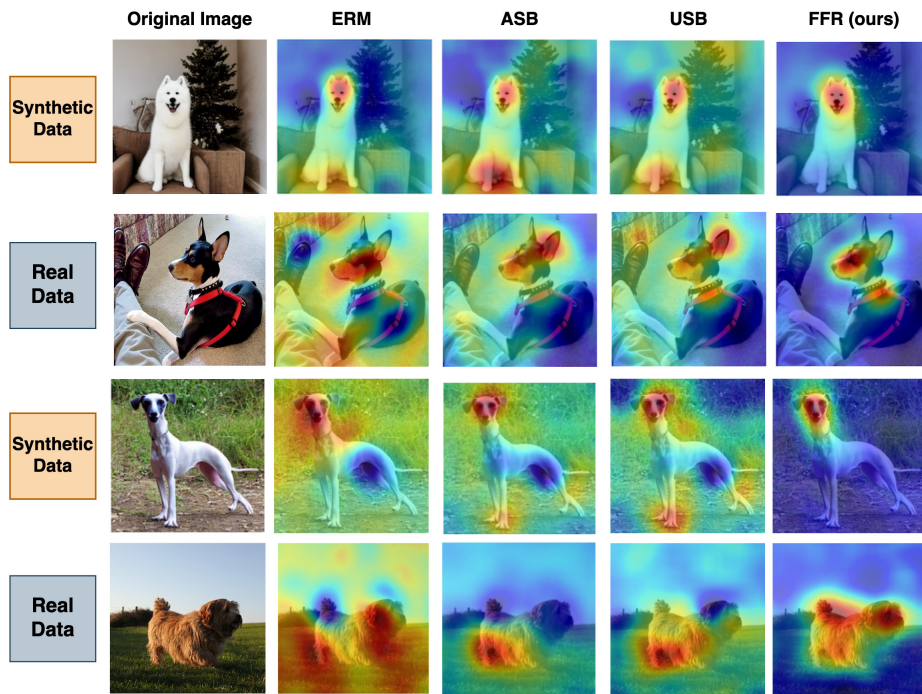 Original Image
ERM
ASB
USB
FFR (ours)
Synthetic
Data
Real
Data
Synthetic
Data
Real
Data